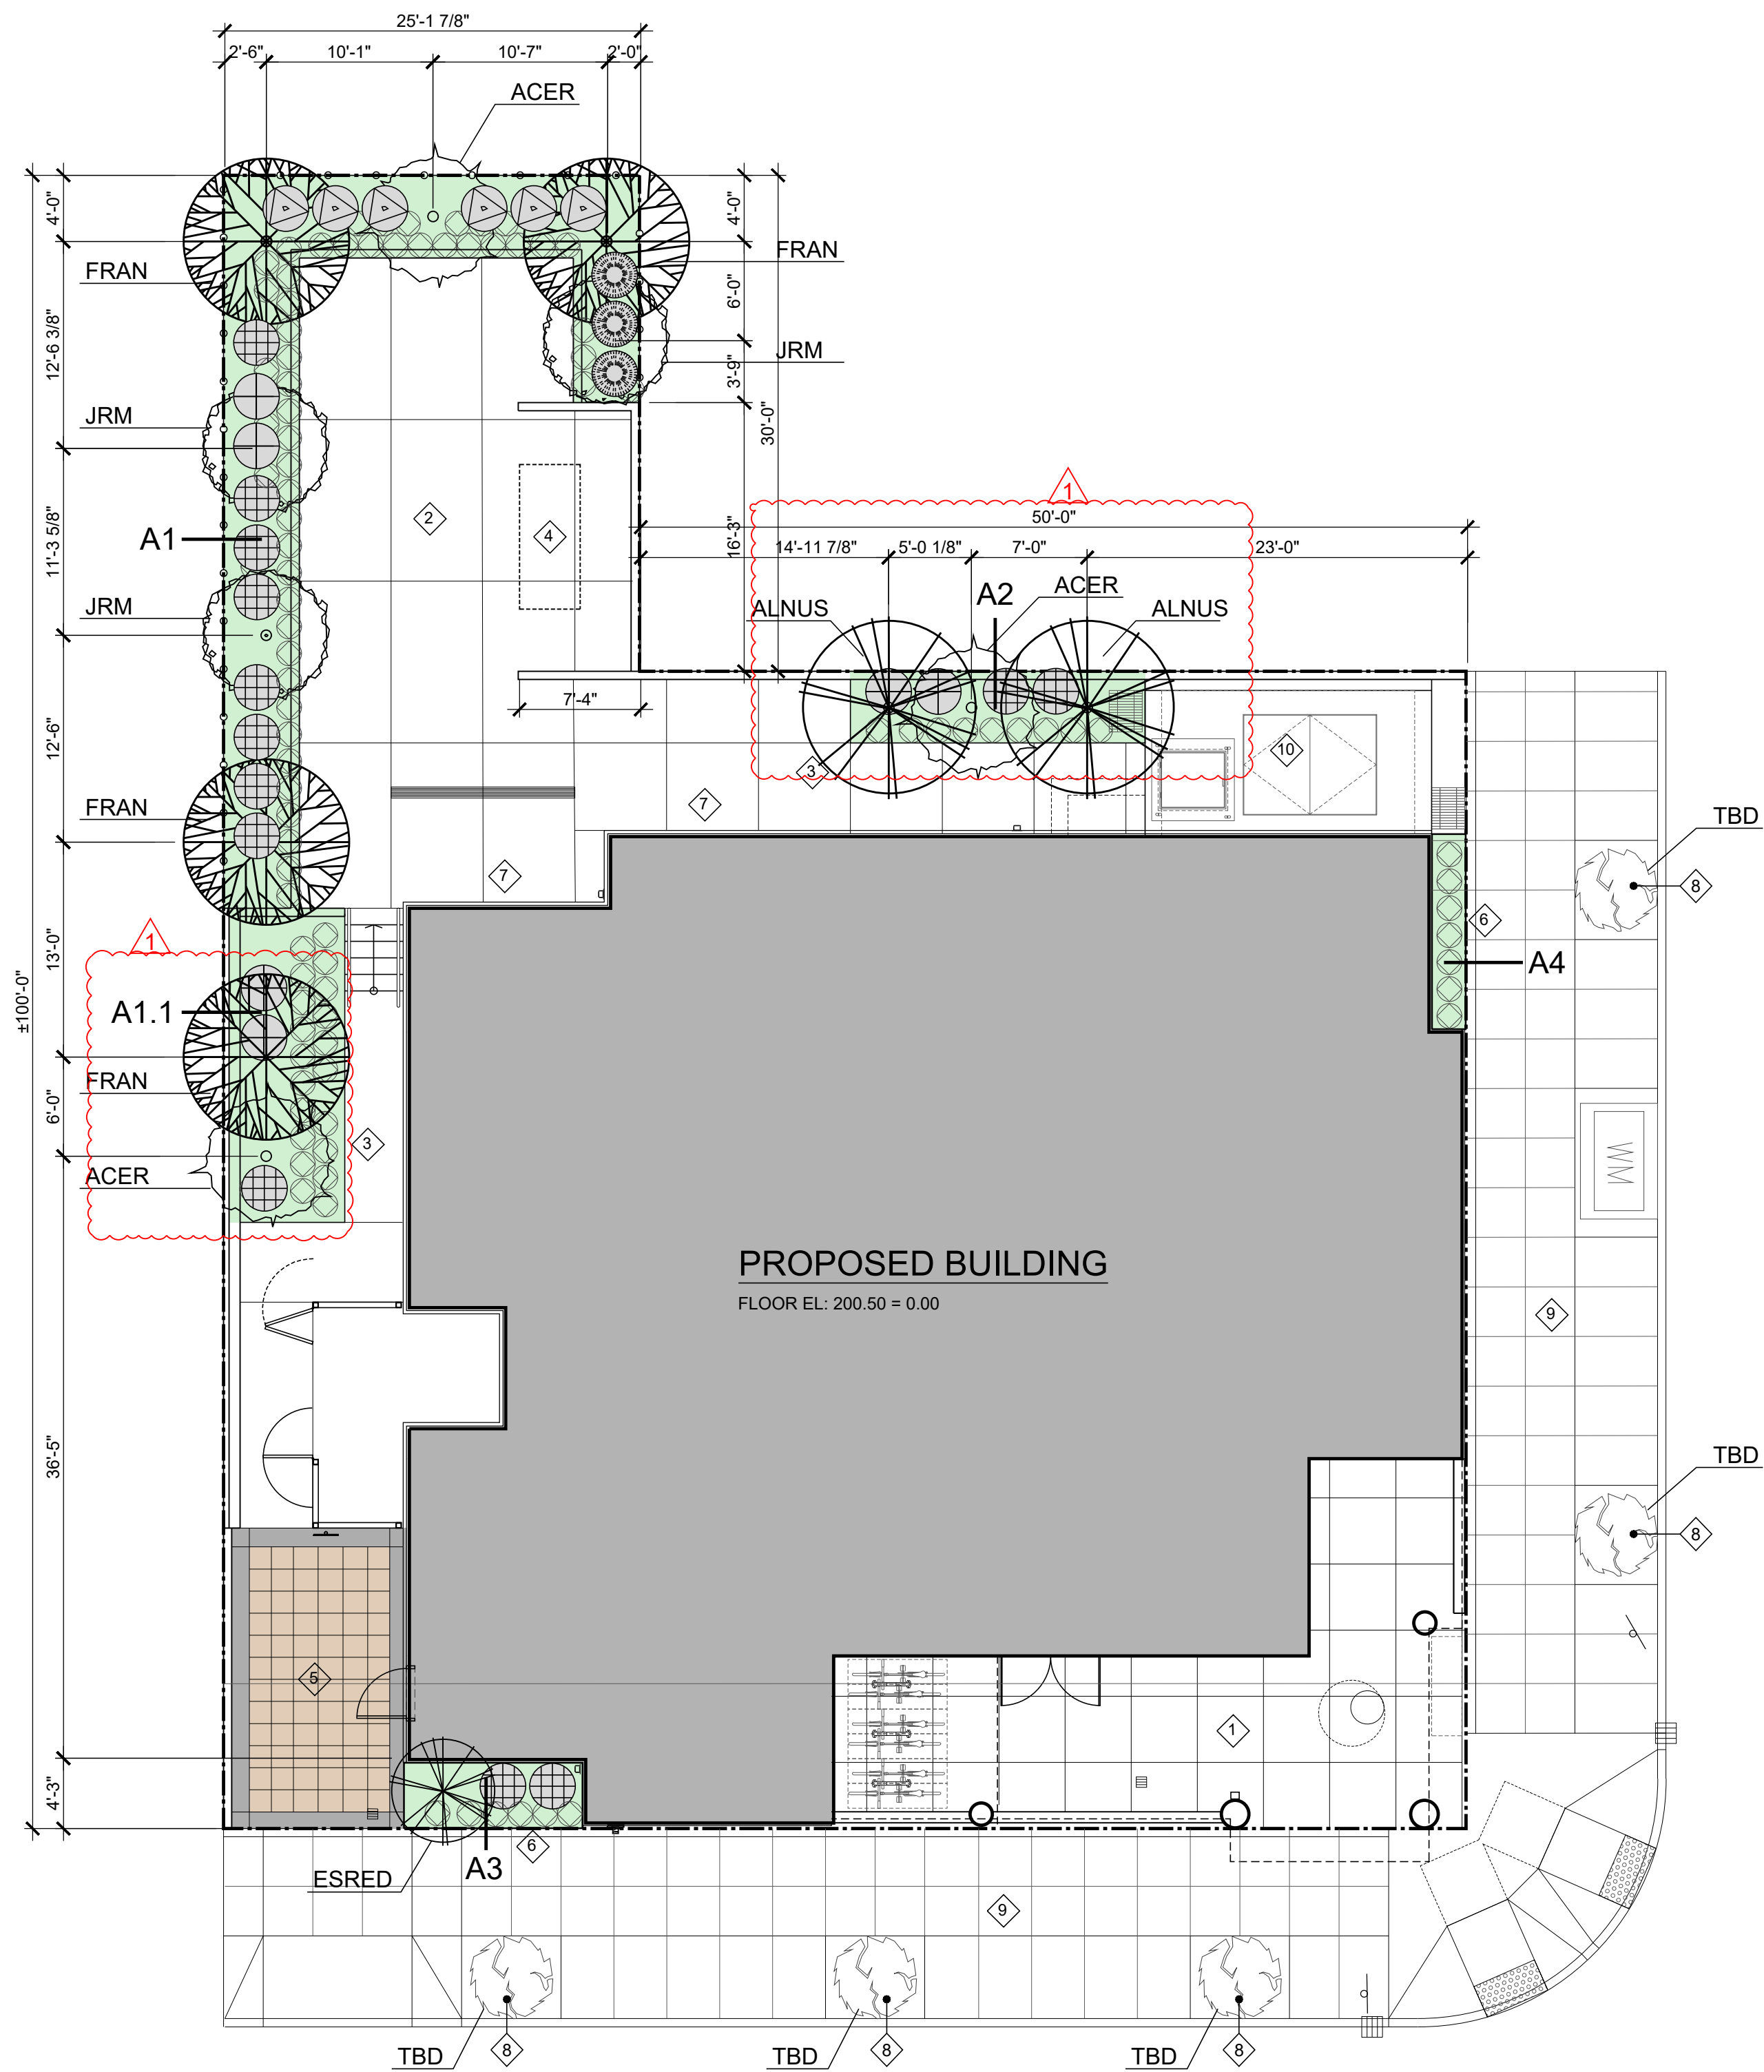 25'-1 7/8"
2'-6" 10'-1" 10'-7" 2'-0"
ACER
4'-0"
4'-0"
FRAN
FRAN
6'-0"
12'-6 3/8"
JRM
3'-9"
JRM
30'-0"
1
2
50'-0"
4
A1
11'-3 5/8"
16'-3"
14'-11 7/8" 5'-0 1/8" 7'-0" 23'-0"
ACER
A2
ALNUS
ALNUS
JRM
7'-4"
12'-6"
10
3
7
FRAN
TBD
7
8
6
1
13'-0"
A4
±100'-0"
A1.1
FRAN
6'-0"
3
ACER
PROPOSED BUILDING
FLOOR EL: 200.50 = 0.00
WM
9
36'-5"
TBD
8
5
1
4'-3"
6
A3
ESRED
9
TBD
8
TBD
8
TBD
8